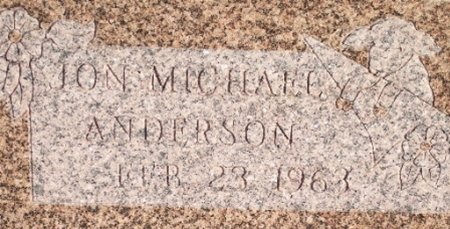 JON MICHAEL
ANDERSON
FEB. 23 1963